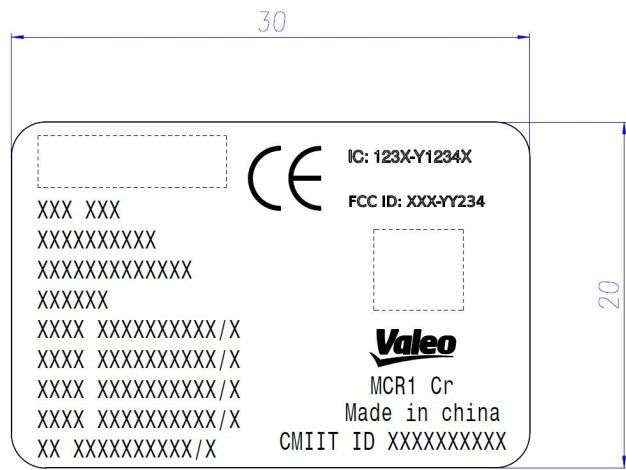 30
IC: 123X-Y1234X
FCC ID: XXX-YY234
XXX XXX
XXXXXXXXXX
XXXXXXXXXXXXX
XXXXXX
XXXX XXXXXXXXXX/X
XXXX XXXXXXXXXX/X
XXXX XXXXXXXXXX/X
XXXX XXXXXXXXXX/X
XX XXXXXXXXXX/X
CE
Valeo
MCR1 Cr
Made in china
CMIIT ID XXXXXXXXXX
20